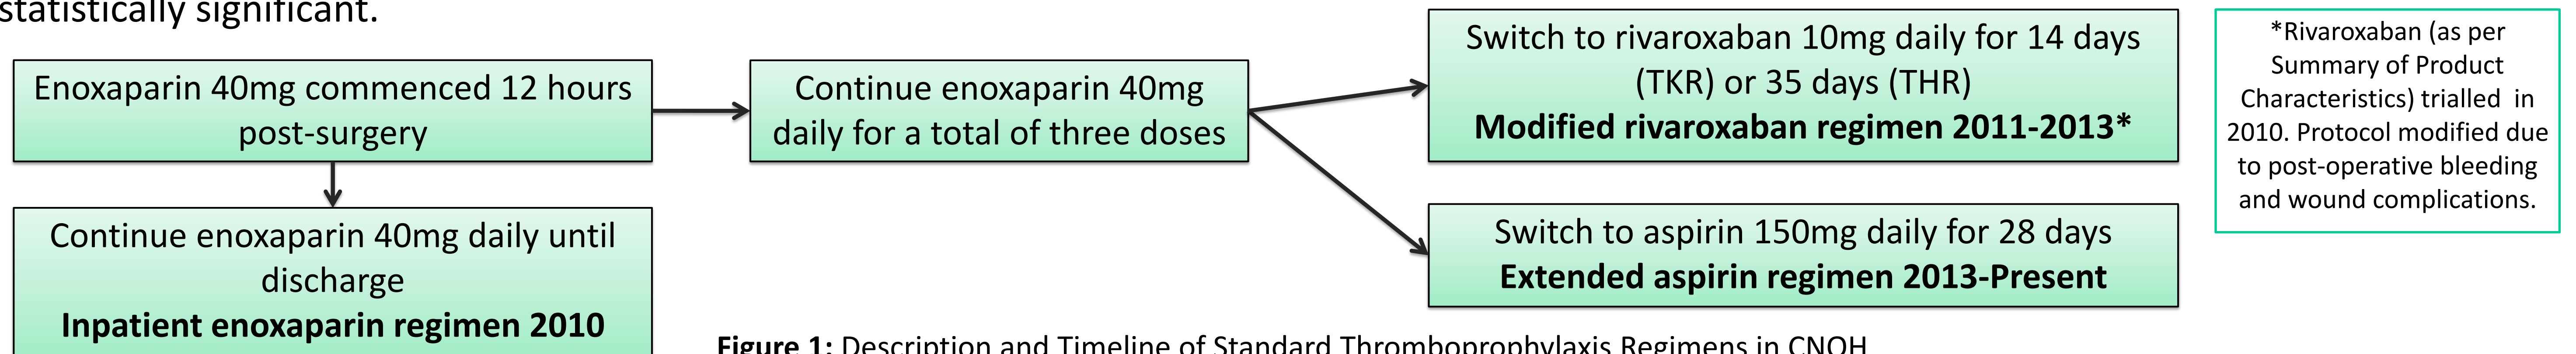 statistically significant.
Enoxaparin 40mg commenced 12 hours
post-surgery
Continue enoxaparin 40mg daily until
discharge
Inpatient enoxaparin regimen 2010
Continue enoxaparin 40mg
daily for a total of three doses
Switch to rivaroxaban 10mg daily for 14 days
(TKR) or 35 days (THR)
Modified rivaroxaban regimen 2011-2013*
Switch to aspirin 150mg daily for 28 days
Extended aspirin regimen 2013-Present
*Rivaroxaban (as per
Summary of Product
Characteristics) trialled in
2010. Protocol modified due
to post-operative bleeding
and wound complications.
Figure 1: Description and Timeline of Standard Thromboprophylaxis Regimens in CNOH